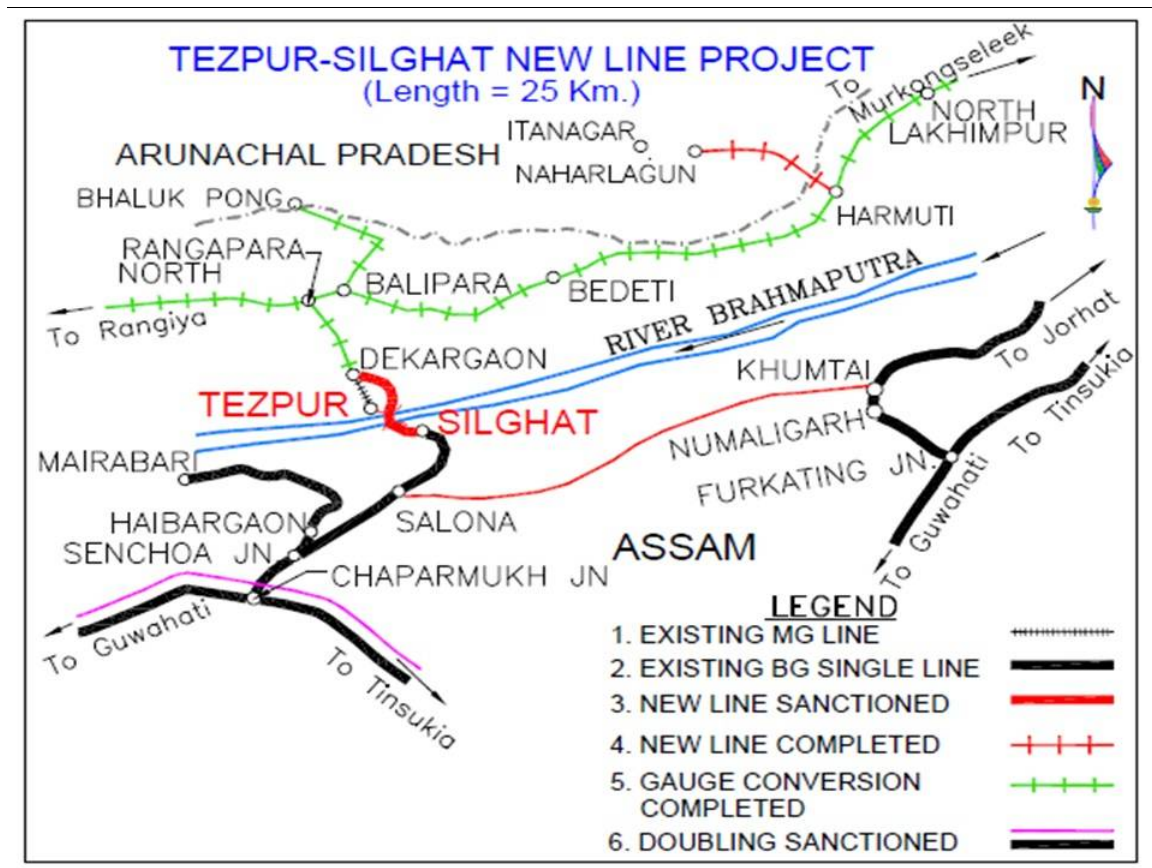 TEZPUR-SILGHAT NEW LINE PROJECT
(Length = 25 Km.)
To
Murkongseleek
N
NORTH
LAKHIMPUR
ITANAGAR
NAHARLAGUN
ARUNACHAL PRADESH
BHALUK PONG
HARMUTI
RANGAPARA
NORTH
BALIPARA
BEDETI
RIVER BRAHMAPUTRA
To Rangiya
DEKARGAON
To Jorhat
KHUMTAI
TEZPUR
SILGHAT
NUMALIGARH
To Tinsukia
MAIRABARI
FURKATING JN.
HAIBARGAON
SALONA
To Guwahati
SENCHOA JN
ASSAM
CHAPARMUKH JN
To Guwahati
To Tinsukia
LEGEND
1. EXISTING MG LINE
2. EXISTING BG SINGLE LINE
3. NEW LINE SANCTIONED
4. NEW LINE COMPLETED
5. GAUGE CONVERSION
COMPLETED
6. DOUBLING SANCTIONED